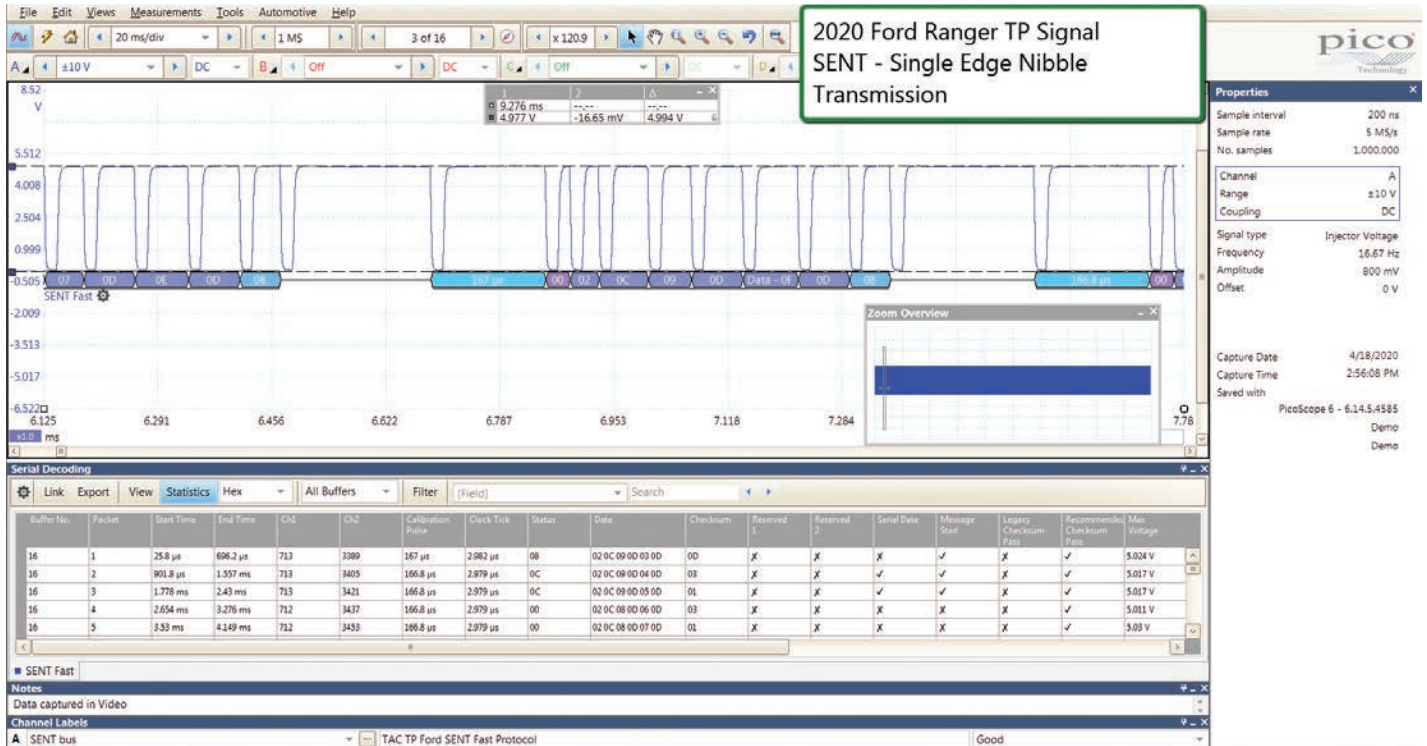 File Edit Views Measurements Tools Automotive Help
2020 Ford Ranger TP Signal
SENT - Single Edge Nibble
Transmission
pico
Technology
20 ms/div 1 MS 3 of 16 x 120.9
A ±10 V DC B Off DC C Off DC D
8.52
V
5.512
4.008
2.504
0.999
-0.505
-2.009
-3.513
-5.017
-6.522
1 2 Δ
9.276 ms --.-- --.--
4.977 V -16.65 mV 4.994 V
07 0D 0E 0D 08 167 µs 00 02 0C 09 0D Data - 0F 0D 08 166.8 µs 00
SENT Fast
Zoom Overview
6.125 6.291 6.456 6.622 6.787 6.953 7.118 7.284 7.78
x1.0 ms
Properties
Sample interval 200 ns
Sample rate 5 MS/s
No. samples 1,000,000
Channel A
Range ±10 V
Coupling DC
Signal type Injector Voltage
Frequency 16.67 Hz
Amplitude 800 mV
Offset 0 V
Capture Date 4/18/2020
Capture Time 2:56:08 PM
Saved with
PicoScope 6 - 6.14.5.4585
Demo
Demo
Serial Decoding
Link Export View Statistics Hex All Buffers Filter [Field] Search
Buffer No. Packet Start Time End Time Ch1 Ch2 Calibration Pulse Clock Tick Status Data Checksum Reserved 1 Reserved 2 Serial Data Message Start Legacy Checksum Pass Recommended Checksum Pass Max Voltage
16 1 25.8 µs 696.2 µs 713 3389 167 µs 2.982 µs 08 02 0C 09 0D 03 0D 0D ✗ ✗ ✗ ✓ ✗ ✓ 5.024 V
16 2 901.8 µs 1.557 ms 713 3405 166.8 µs 2.979 µs 0C 02 0C 09 0D 04 0D 03 ✗ ✗ ✓ ✓ ✗ ✓ 5.017 V
16 3 1.778 ms 2.43 ms 713 3421 166.8 µs 2.979 µs 0C 02 0C 09 0D 05 0D 01 ✗ ✗ ✓ ✓ ✗ ✓ 5.017 V
16 4 2.654 ms 3.276 ms 712 3437 166.8 µs 2.979 µs 00 02 0C 08 0D 06 0D 03 ✗ ✗ ✗ ✗ ✗ ✓ 5.011 V
16 5 3.53 ms 4.149 ms 712 3453 166.8 µs 2.979 µs 00 02 0C 08 0D 07 0D 01 ✗ ✗ ✗ ✗ ✗ ✓ 5.03 V
SENT Fast
Notes
Data captured in Video
Channel Labels
A SENT bus ... TAC TP Ford SENT Fast Protocol Good